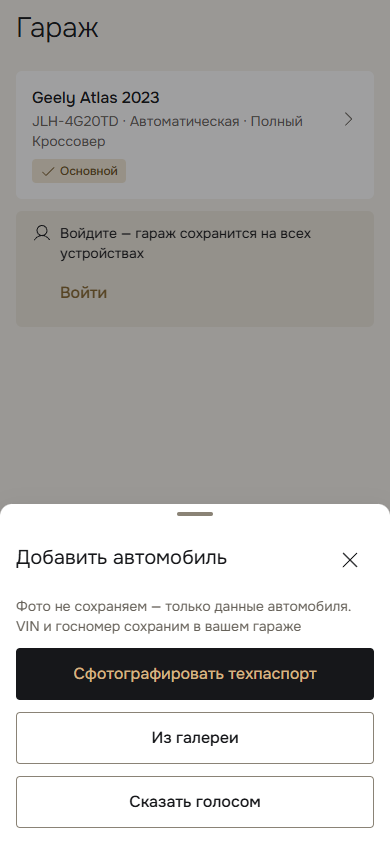 Гараж
Geely Atlas 2023
JLH-4G20TD · Автоматическая · Полный
Кроссовер
Основной
Войдите — гараж сохранится на всех
устройствах
Войти
Добавить автомобиль
Фото не сохраняем — только данные автомобиля.
VIN и госномер сохраним в вашем гараже
Сфотографировать техпаспорт
Из галереи
Сказать голосом